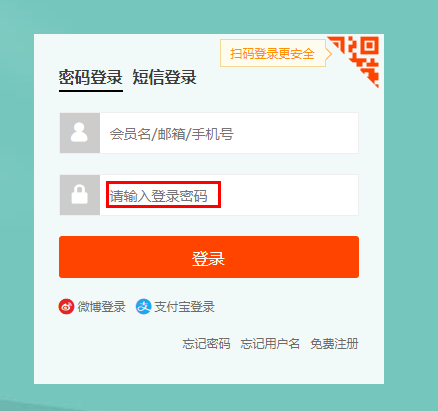 扫码登录更安全
密码登录 短信登录
会员名/邮箱/手机号
请输入登录密码
登录
微博登录 支付宝登录
忘记密码 忘记用户名 免费注册